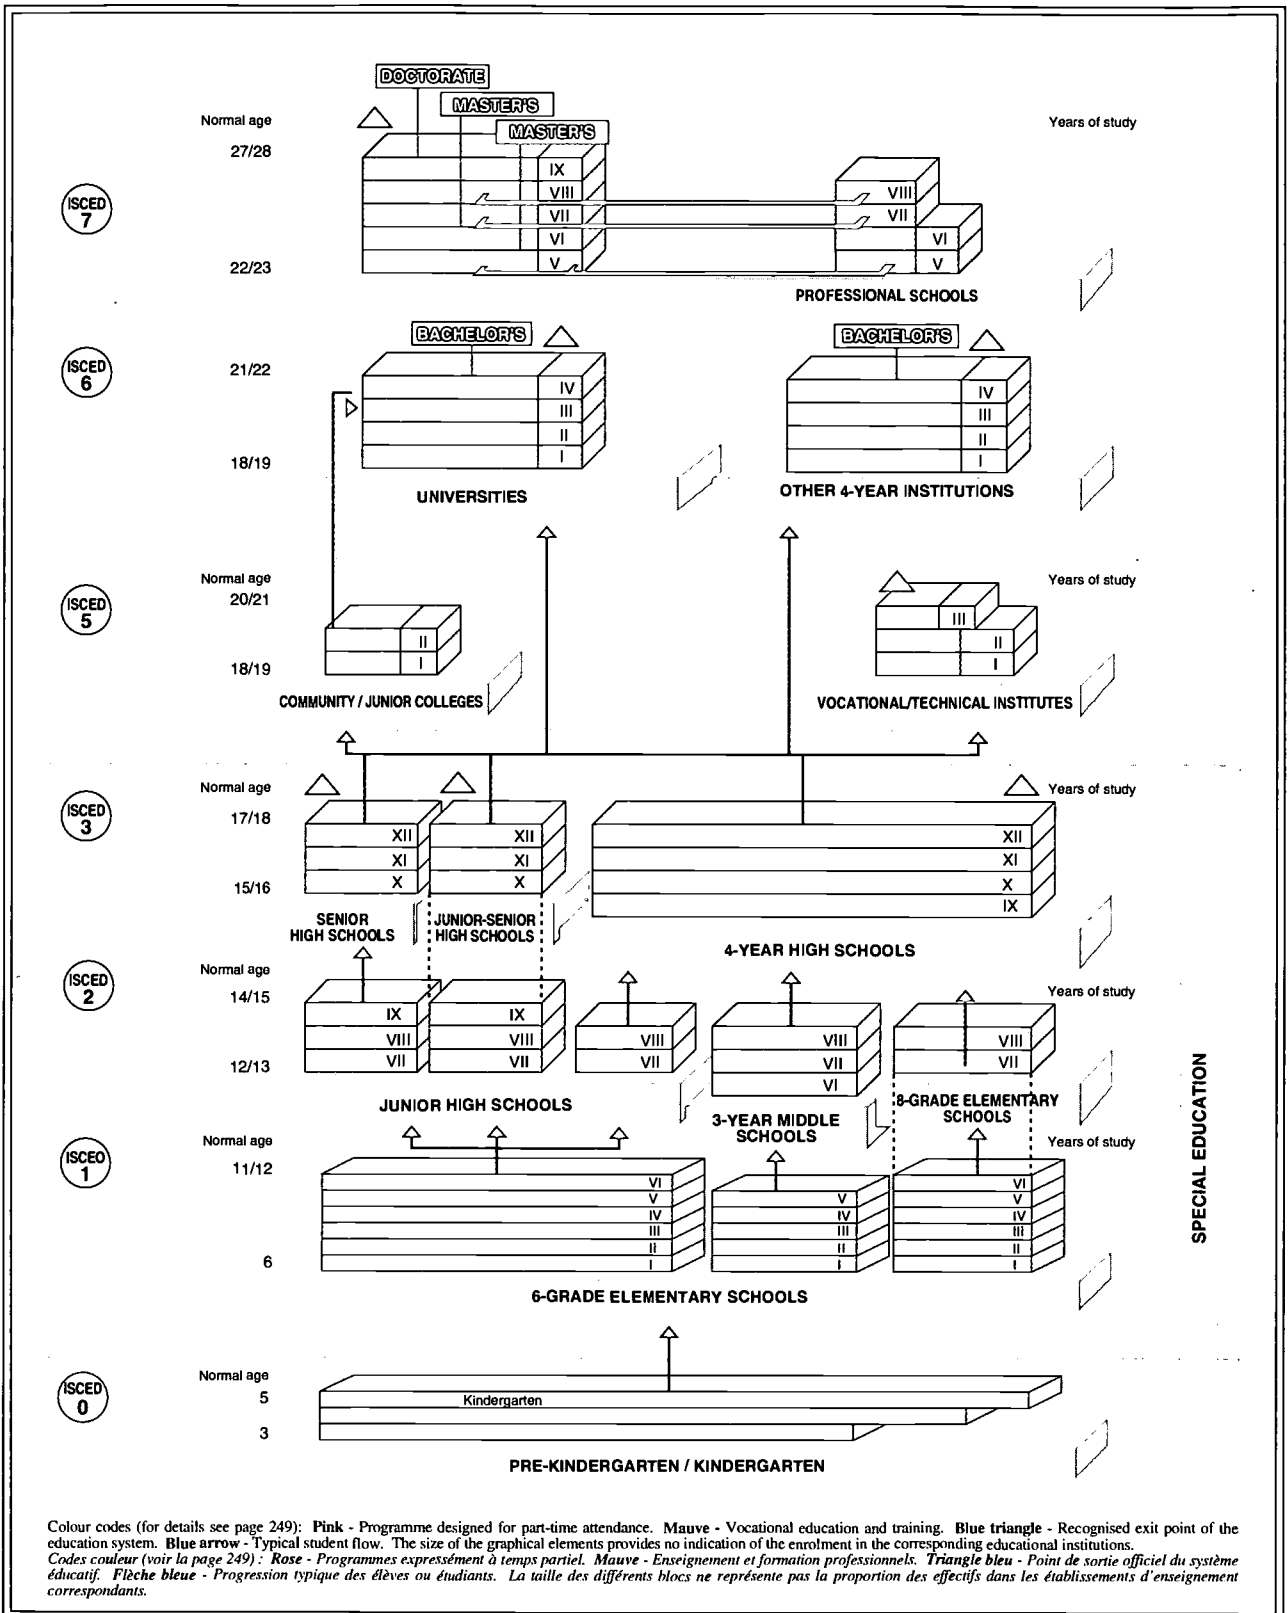 DOCTORATE
MASTER'S
MASTER'S
Normal age
Years of study
27/28
ISCED
7
IX
VIII
VII
VI
V
VIII
VII
VI
V
22/23
PROFESSIONAL SCHOOLS
BACHELOR'S
BACHELOR'S
ISCED
6
21/22
IV
III
II
I
IV
III
II
I
18/19
UNIVERSITIES
OTHER 4-YEAR INSTITUTIONS
Normal age
Years of study
ISCED
5
20/21
II
I
III
II
I
18/19
COMMUNITY / JUNIOR COLLEGES
VOCATIONAL/TECHNICAL INSTITUTES
Normal age
Years of study
ISCED
3
17/18
XII
XI
X
XII
XI
X
XII
XI
X
IX
15/16
SENIOR
HIGH SCHOOLS
JUNIOR-SENIOR
HIGH SCHOOLS
4-YEAR HIGH SCHOOLS
ISCED
2
Normal age
Years of study
14/15
IX
VIII
VII
IX
VIII
VII
VIII
VII
VIII
VII
VI
VIII
VII
12/13
JUNIOR HIGH SCHOOLS
3-YEAR MIDDLE
SCHOOLS
8-GRADE ELEMENTARY
SCHOOLS
SPECIAL EDUCATION
Normal age
Years of study
ISCEO
1
11/12
VI
V
IV
III
II
I
V
IV
III
II
I
VI
V
IV
III
II
I
6
6-GRADE ELEMENTARY SCHOOLS
Normal age
ISCED
0
5
Kindergarten
3
PRE-KINDERGARTEN / KINDERGARTEN
Colour codes (for details see page 249): Pink - Programme designed for part-time attendance. Mauve - Vocational education and training. Blue triangle - Recognised exit point of the
education system. Blue arrow - Typical student flow. The size of the graphical elements provides no indication of the enrolment in the corresponding educational institutions.
Codes couleur (voir la page 249) : Rose - Programmes expressément à temps partiel. Mauve - Enseignement et formation professionnels. Triangle bleu - Point de sortie officiel du système
éducatif. Flèche bleue - Progression typique des élèves ou étudiants. La taille des différents blocs ne représente pas la proportion des effectifs dans les établissements d'enseignement
correspondants.